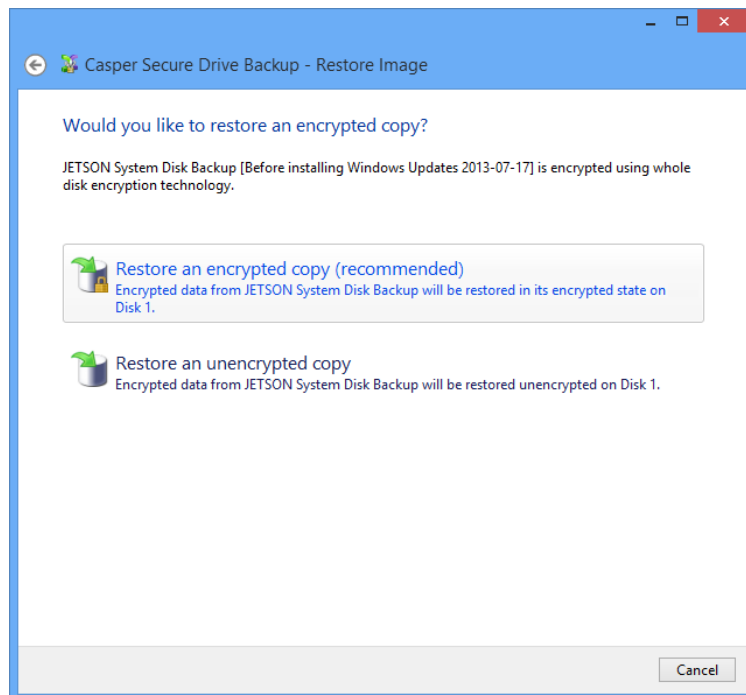 Casper Secure Drive Backup - Restore Image
Would you like to restore an encrypted copy?
JETSON System Disk Backup [Before installing Windows Updates 2013-07-17] is encrypted using whole
disk encryption technology.
Restore an encrypted copy (recommended)
Encrypted data from JETSON System Disk Backup will be restored in its encrypted state on
Disk 1.
Restore an unencrypted copy
Encrypted data from JETSON System Disk Backup will be restored unencrypted on Disk 1.
Cancel